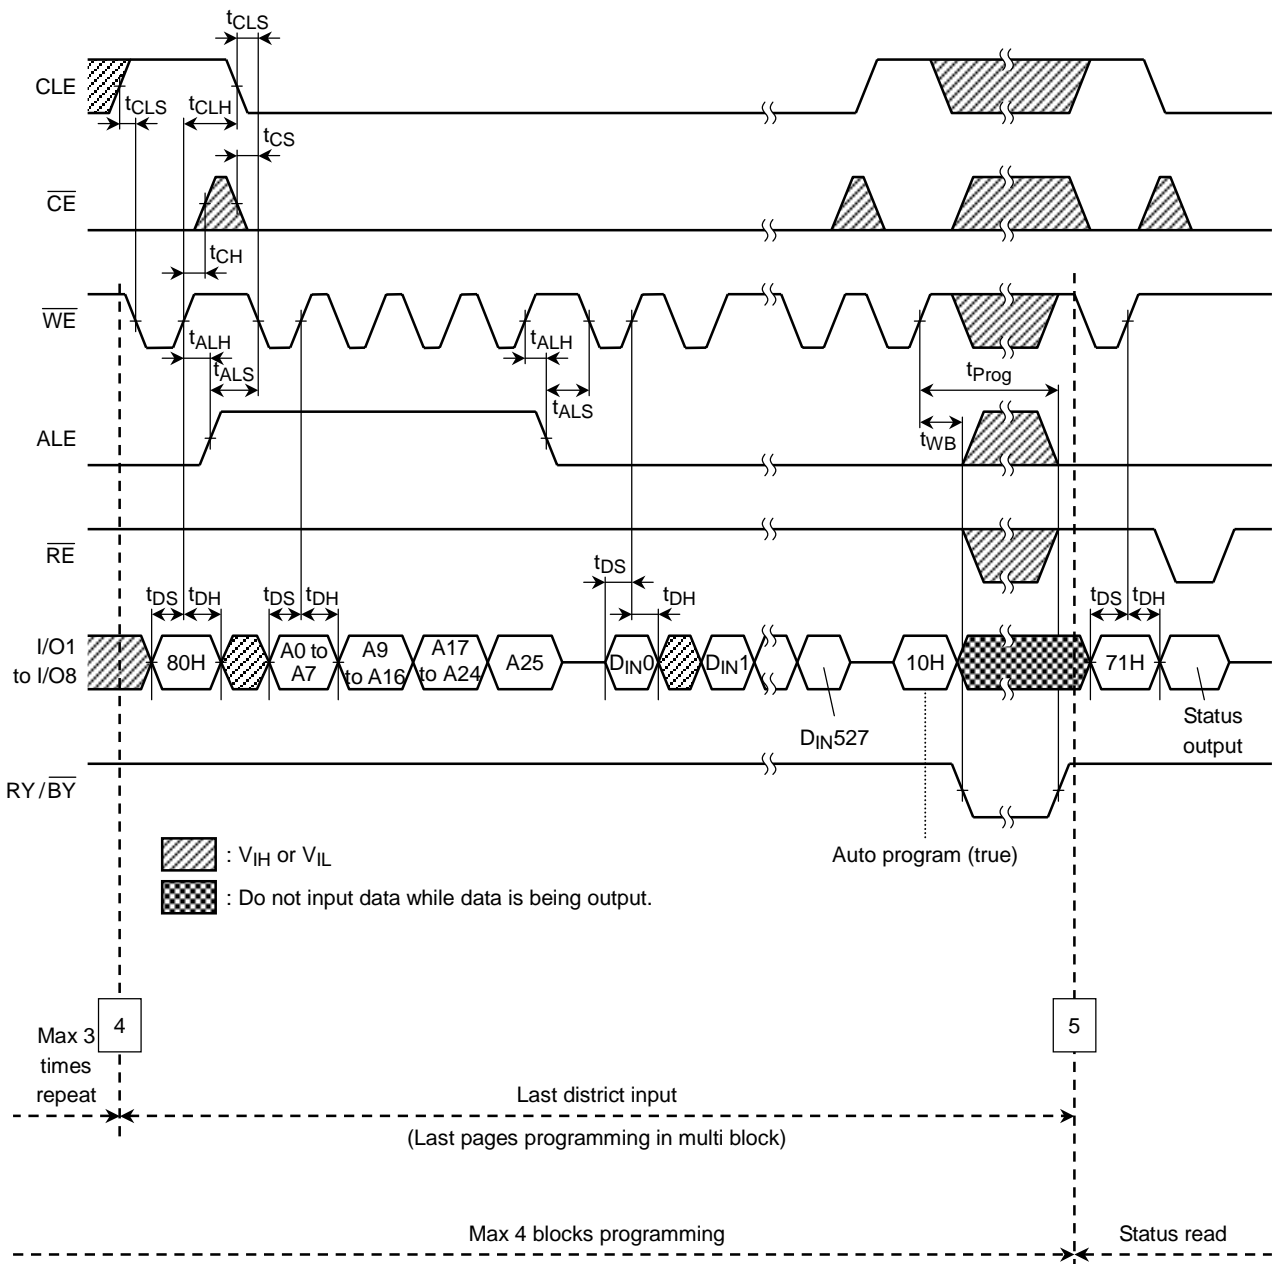 tCLS
CLE
tCLS
tCLH
tCS
CE
tCH
WE
tALH
tALH
tALS
tProg
tALS
ALE
tWB
RE
tDS
tDS
tDH
tDS
tDH
tDH
tDS
tDH
I/O1
to I/O8
80H
A0 to
A7
A9
to A16
A17
to A24
A25
DIN0
DIN1
10H
71H
DIN527
Status
output
RY/BY
: VIH or VIL
Auto program (true)
: Do not input data while data is being output.
4
5
Max 3
times
repeat
Last district input
(Last pages programming in multi block)
Max 4 blocks programming
Status read